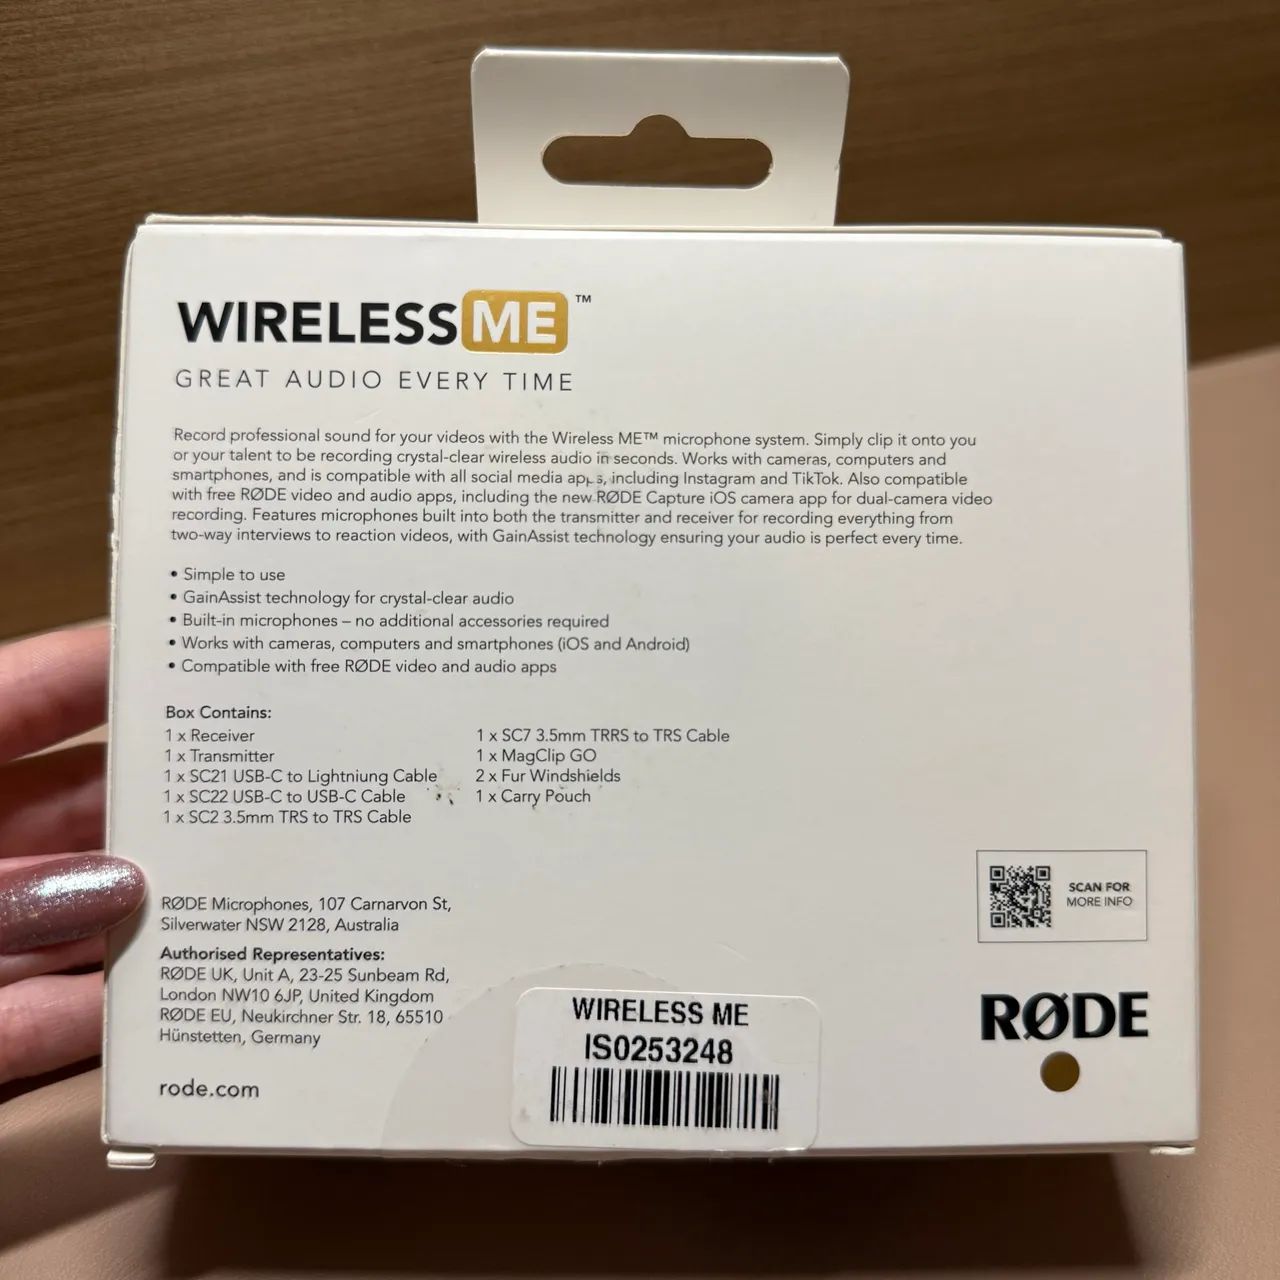 WIRELESS ME™
GREAT AUDIO EVERY TIME
Record professional sound for your videos with the Wireless ME™ microphone system. Simply clip it onto you
or your talent to be recording crystal-clear wireless audio in seconds. Works with cameras, computers and
smartphones, and is compatible with all social media apps, including Instagram and TikTok. Also compatible
with free RØDE video and audio apps, including the new RØDE Capture iOS camera app for dual-camera video
recording. Features microphones built into both the transmitter and receiver for recording everything from
two-way interviews to reaction videos, with GainAssist technology ensuring your audio is perfect every time.
• Simple to use
• GainAssist technology for crystal-clear audio
• Built-in microphones – no additional accessories required
• Works with cameras, computers and smartphones (iOS and Android)
• Compatible with free RØDE video and audio apps
Box Contains:
1 x Receiver
1 x Transmitter
1 x SC21 USB-C to Lightniung Cable
1 x SC22 USB-C to USB-C Cable
1 x SC2 3.5mm TRS to TRS Cable
1 x SC7 3.5mm TRRS to TRS Cable
1 x MagClip GO
2 x Fur Windshields
1 x Carry Pouch
RØDE Microphones, 107 Carnarvon St,
Silverwater NSW 2128, Australia
Authorised Representatives:
RØDE UK, Unit A, 23-25 Sunbeam Rd,
London NW10 6JP, United Kingdom
RØDE EU, Neukirchner Str. 18, 65510
Hünstetten, Germany
rode.com
WIRELESS ME
IS0253248
SCAN FOR
MORE INFO
RØDE